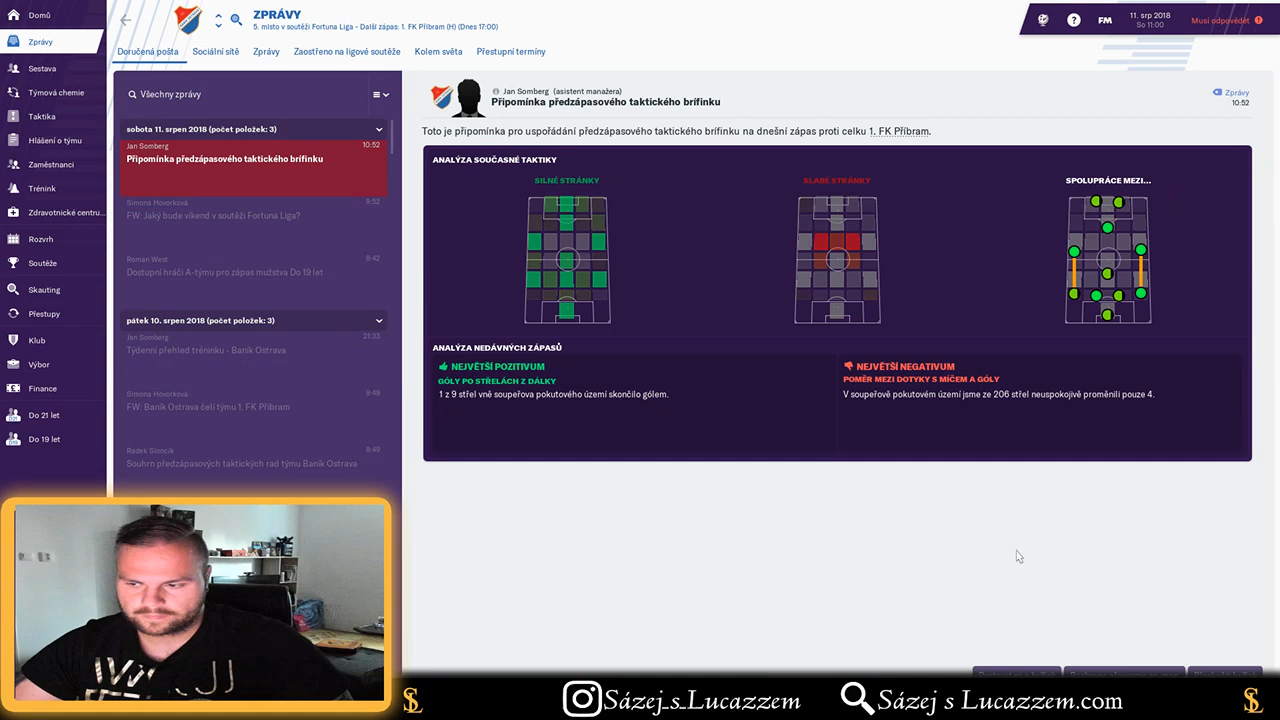 Domů
Zprávy
Sestava
Týmová chemie
Taktika
Hlášení o týmu
Zaměstnanci
Trénink
Zdravotnické centru...
Rozvrh
Soutěže
Skauting
Přestupy
Klub
Výbor
Finance
Do 21 let
Do 19 let
ZPRÁVY
5. místo v soutěži Fortuna Liga - Další zápas: 1. FK Příbram (H) (Dnes 17:00)
FM
11. srp 2018
So 11:00
Musí odpovědět
Doručená pošta
Sociální sítě
Zprávy
Zaostřeno na ligové soutěže
Kolem světa
Přestupní termíny
Všechny zprávy
sobota 11. srpen 2018 (počet položek: 3)
Jan Somberg 10:52
Připomínka předzápasového taktického brífinku
Simona Hovorková 9:52
FW: Jaký bude víkend v soutěži Fortuna Liga?
Roman West 8:42
Dostupní hráči A-týmu pro zápas mužstva Do 19 let
pátek 10. srpen 2018 (počet položek: 3)
Jan Somberg 21:33
Týdenní přehled tréninku - Baník Ostrava
Simona Hovorková 9:49
FW: Baník Ostrava čelí týmu 1. FK Příbram
Radek Slončík 8:49
Souhrn předzápasových taktických rad týmu Baník Ostrava
Jan Somberg (asistent manažera)
Připomínka předzápasového taktického brífinku
Zprávy
10:52
Toto je připomínka pro uspořádání předzápasového taktického brífinku na dnešní zápas proti celku 1. FK Příbram.
ANALÝZA SOUČASNÉ TAKTIKY
SILNÉ STRÁNKY
SLABÉ STRÁNKY
SPOLUPRÁCE MEZI...
ANALÝZA NEDÁVNÝCH ZÁPASŮ
NEJVĚTŠÍ POZITIVUM
GÓLY PO STŘELÁCH Z DÁLKY
1 z 9 střel vně soupeřova pokutového území skončilo gólem.
NEJVĚTŠÍ NEGATIVUM
POMĚR MEZI DOTYKY S MÍČEM A GÓLY
V soupeřově pokutovém území jsme ze 206 střel neuspokojivě proměnili pouze 4.
Sázej_s_Lucazzem
Sázej s Lucazzem.com